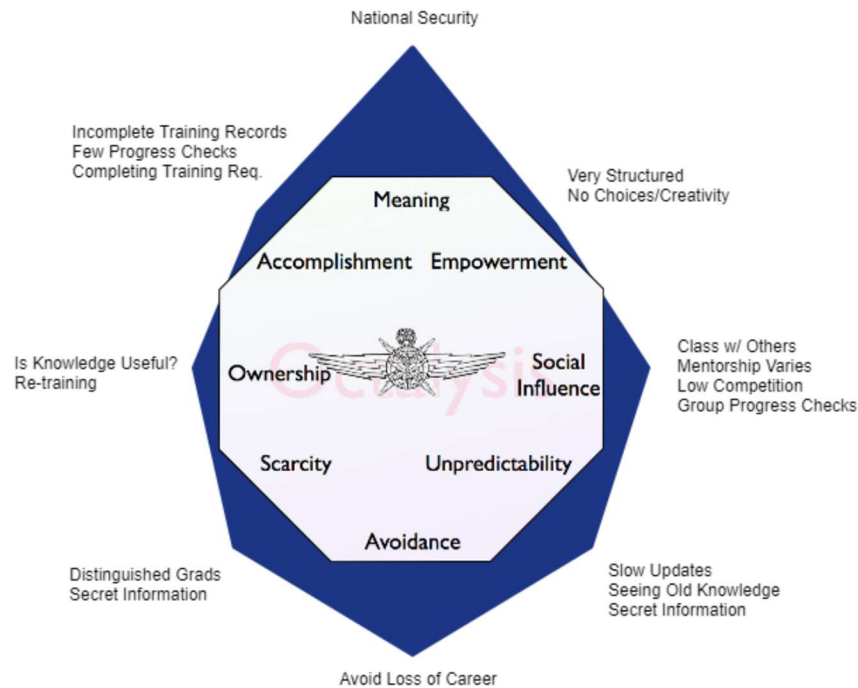 National Security
Incomplete Training Records
Few Progress Checks
Completing Training Req.
Very Structured
No Choices/Creativity
Meaning
Accomplishment
Empowerment
Is Knowledge Useful?
Re-training
Ownership
Octalysis
Social
Influence
Class w/ Others
Mentorship Varies
Low Competition
Group Progress Checks
Scarcity
Unpredictability
Avoidance
Distinguished Grads
Secret Information
Slow Updates
Seeing Old Knowledge
Secret Information
Avoid Loss of Career